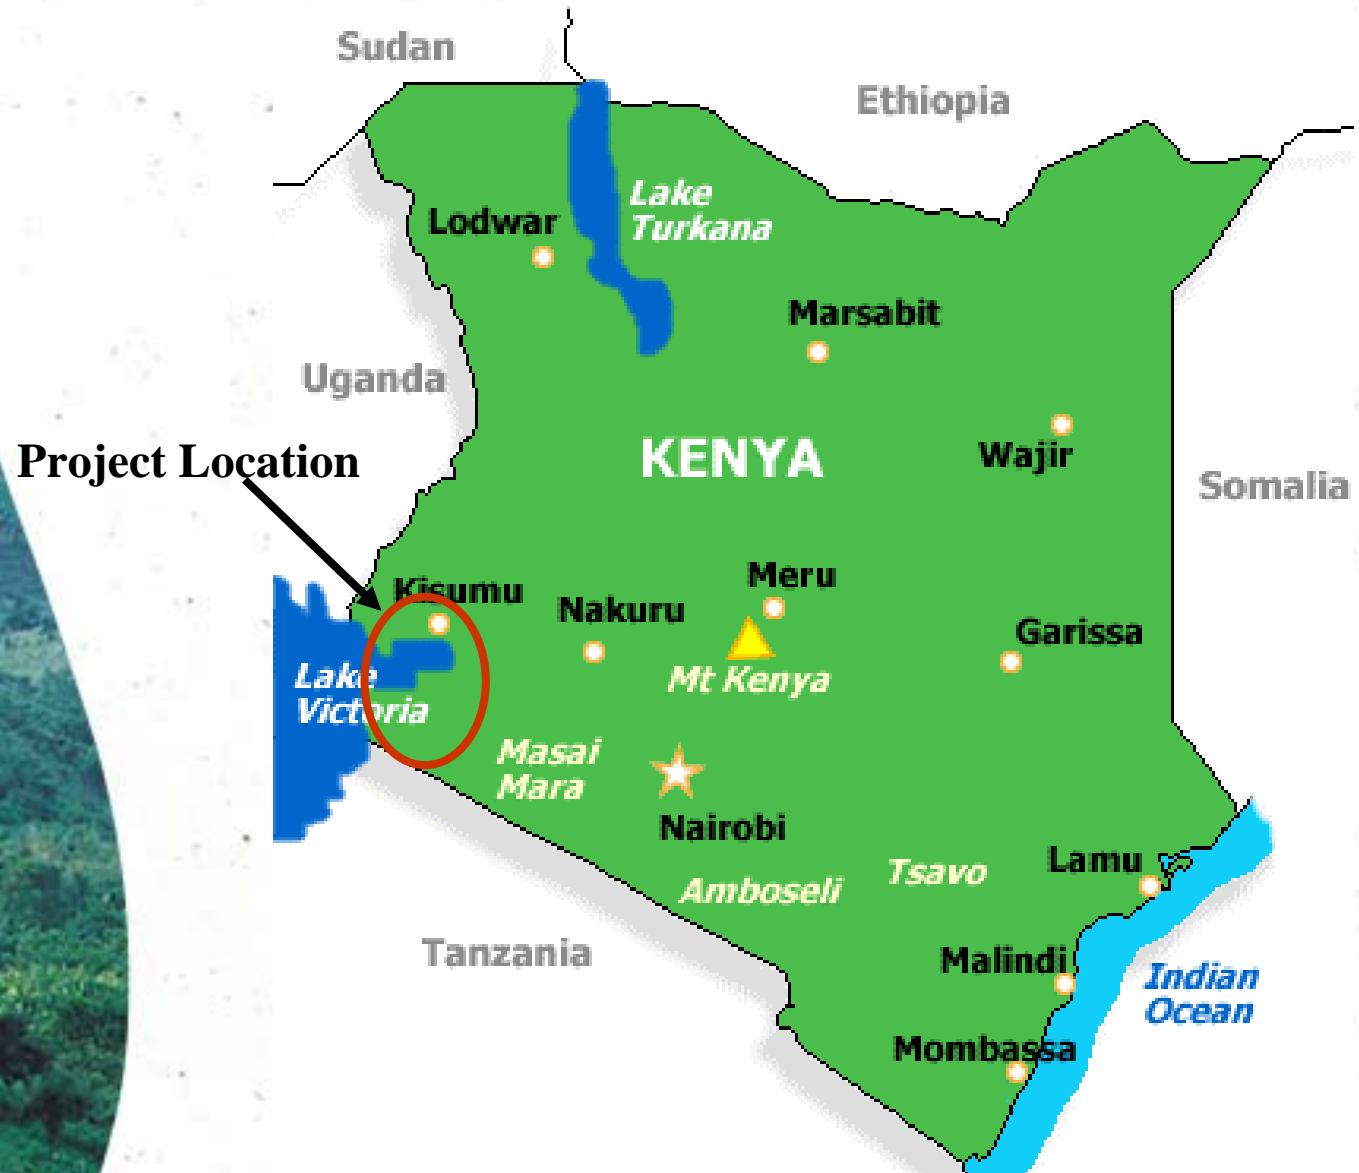 Sudan
Ethiopia
Lake
Turkana
Lodwar
Marsabit
Uganda
KENYA
Wajir
Project Location
Somalia
Kisumu
Meru
Nakuru
Garissa
Lake
Victoria
Mt Kenya
Masai
Mara
Nairobi
Tsavo
Lamu
Amboseli
Tanzania
Malindi
Indian
Ocean
Mombassa